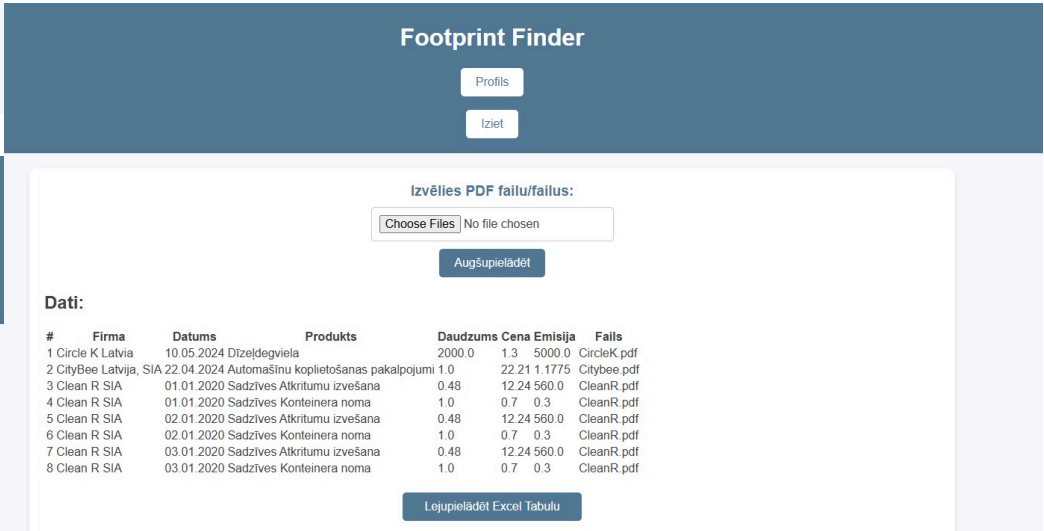 Footprint Finder
Profils
Iziet
Izvēlies PDF failu/failus:
Choose Files No file chosen
Augšupielādēt
Dati:
# Firma Datums Produkts Daudzums Cena Emisija Fails
1 Circle K Latvia 10.05.2024 Dīzeļdegviela 2000.0 1.3 5000.0 CircleK.pdf
2 CityBee Latvija, SIA 22.04.2024 Automašīnu koplietošanas pakalpojumi 1.0 22.21 1.1775 Citybee.pdf
3 Clean R SIA 01.01.2020 Sadzīves Atkritumu izvešana 0.48 12.24 560.0 CleanR.pdf
4 Clean R SIA 01.01.2020 Sadzīves Konteinera noma 1.0 0.7 0.3 CleanR.pdf
5 Clean R SIA 02.01.2020 Sadzīves Atkritumu izvešana 0.48 12.24 560.0 CleanR.pdf
6 Clean R SIA 02.01.2020 Sadzīves Konteinera noma 1.0 0.7 0.3 CleanR.pdf
7 Clean R SIA 03.01.2020 Sadzīves Atkritumu izvešana 0.48 12.24 560.0 CleanR.pdf
8 Clean R SIA 03.01.2020 Sadzīves Konteinera noma 1.0 0.7 0.3 CleanR.pdf
Lejupielādēt Excel Tabulu